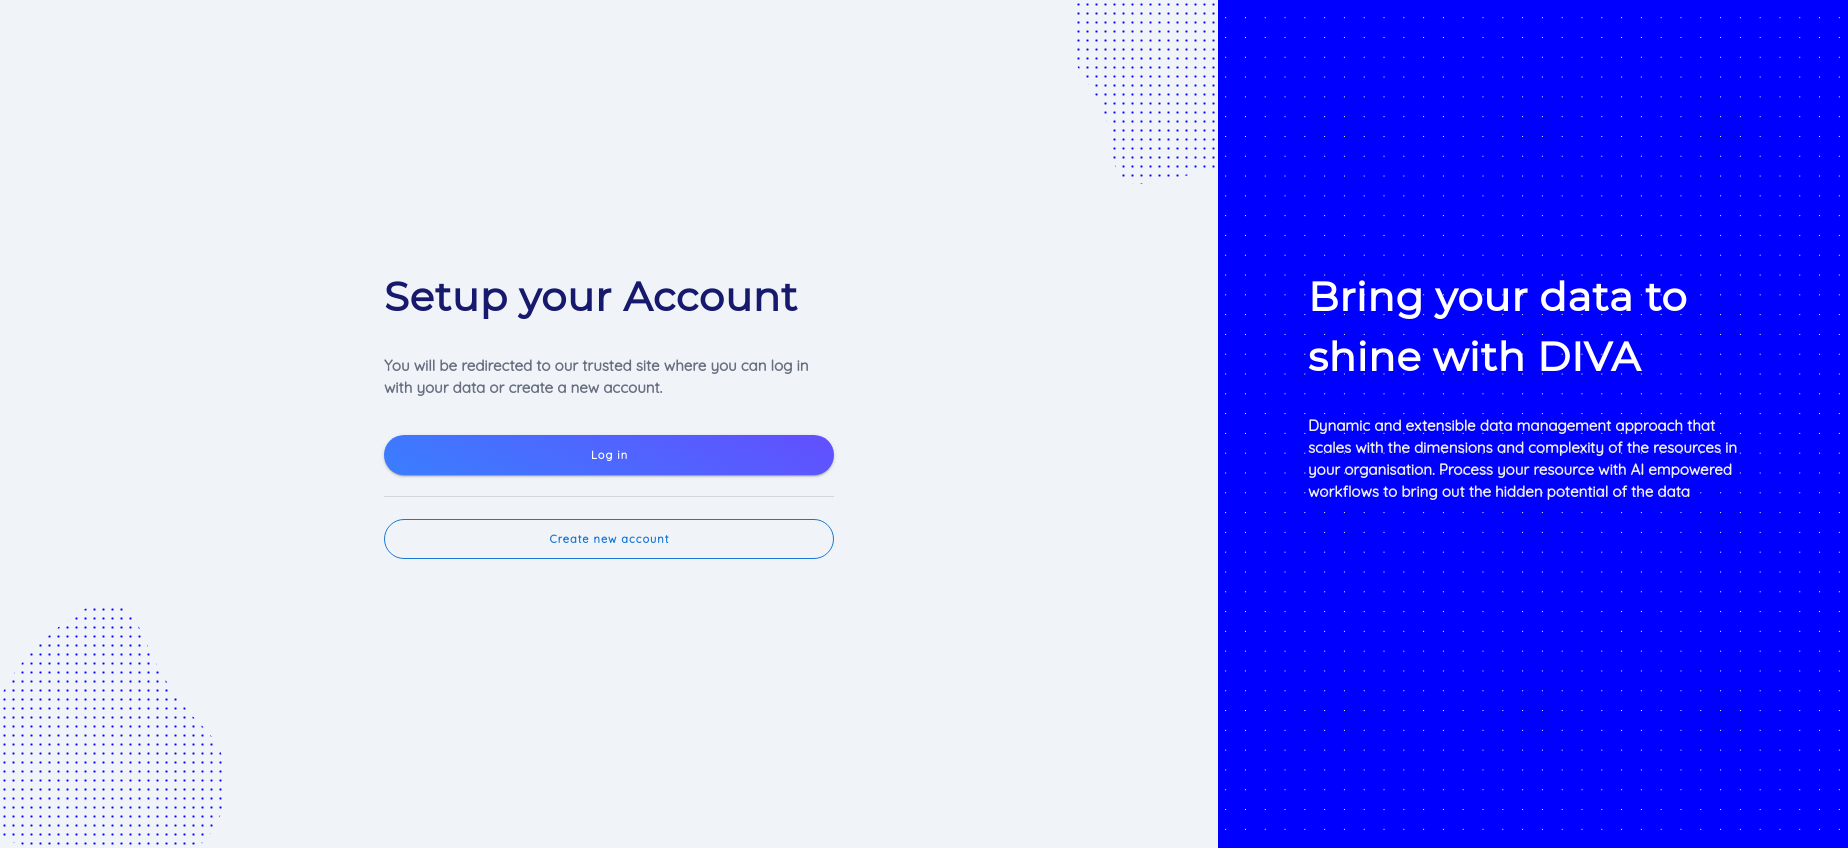 Setup your Account
You will be redirected to our trusted site where you can log in
with your data or create a new account.
Log in
Create new account
Bring your data to
shine with DIVA
Dynamic and extensible data management approach that
scales with the dimensions and complexity of the resources in
your organisation. Process your resource with AI empowered
workflows to bring out the hidden potential of the data